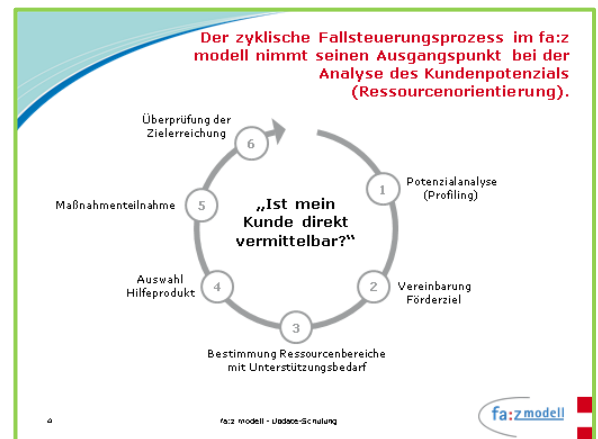 Der zyklische Fallsteuerungsprozess im fa:z
modell nimmt seinen Ausgangspunkt bei der
Analyse des Kundenpotenzials
(Ressourcenorientierung).
Überprüfung der
Zielerreichung
6
1
Potenzialanalyse
(Profiling)
Maßnahmenteilnahme
5
„Ist mein
Kunde direkt
vermittelbar?“
Auswahl
Hilfeprodukt
4
2
Vereinbarung
Förderziel
3
Bestimmung Ressourcenbereiche
mit Unterstützungsbedarf
fa:z modell - Update-Schulung
fa:z modell